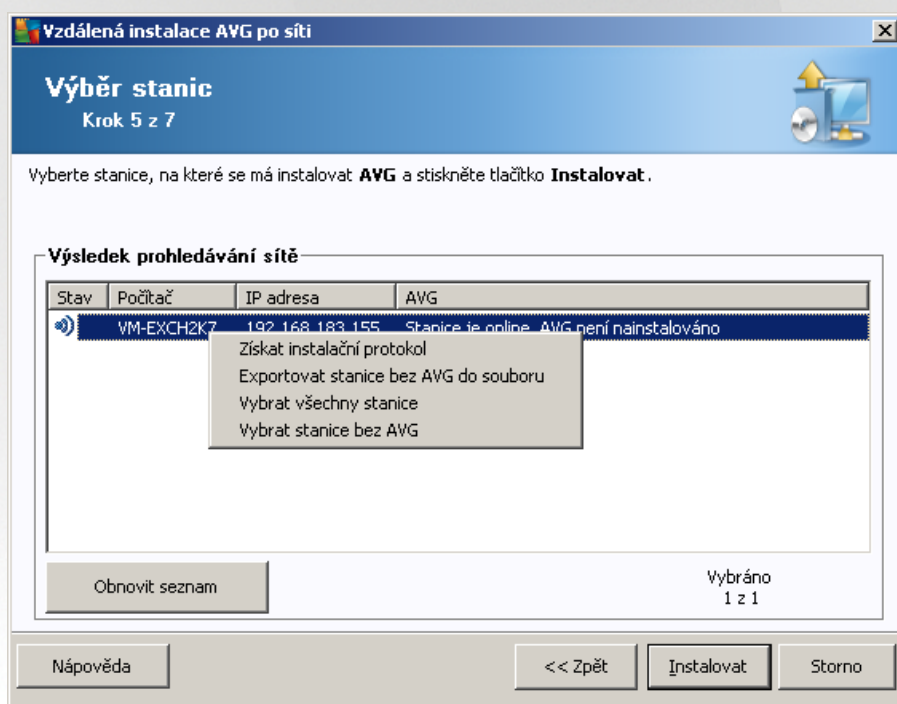 Vzdálená instalace AVG po síti
Výběr stanic
Krok 5 z 7
Vyberte stanice, na které se má instalovat AVG a stiskněte tlačítko Instalovat.
Výsledek prohledávání sítě
Stav Počítač IP adresa AVG
VM-EXCH2K7 192.168.183.155 Stanice je online, AVG není nainstalováno
Získat instalační protokol
Exportovat stanice bez AVG do souboru
Vybrat všechny stanice
Vybrat stanice bez AVG
Obnovit seznam
Vybráno
1 z 1
Nápověda << Zpět Instalovat Storno